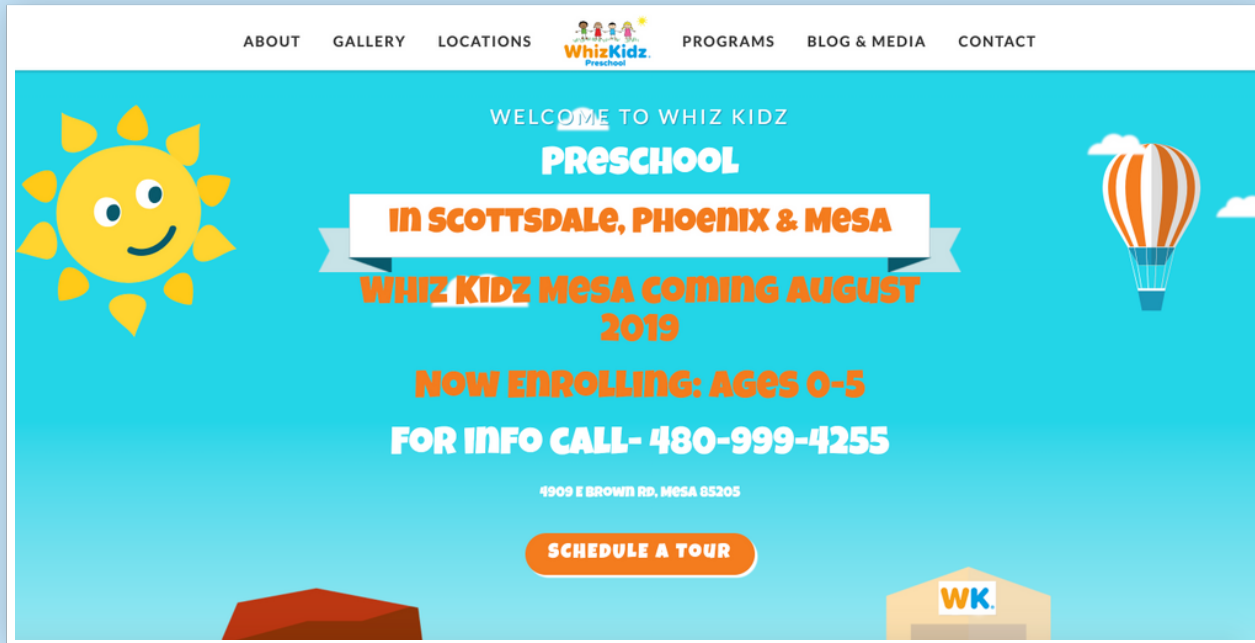 ABOUT GALLERY LOCATIONS WhizKidz. PROGRAMS BLOG & MEDIA CONTACT
Preschool
WELCOME TO WHIZ KIDZ
PRESCHOOL
IN SCOTTSDALE, PHOENIX & MESA
WHIZ KIDZ MESA COMING AUGUST
2019
NOW ENROLLING: AGES 0-5
FOR INFO CALL- 480-999-4255
4909 E BROWN RD, MESA 85205
SCHEDULE A TOUR
WK.